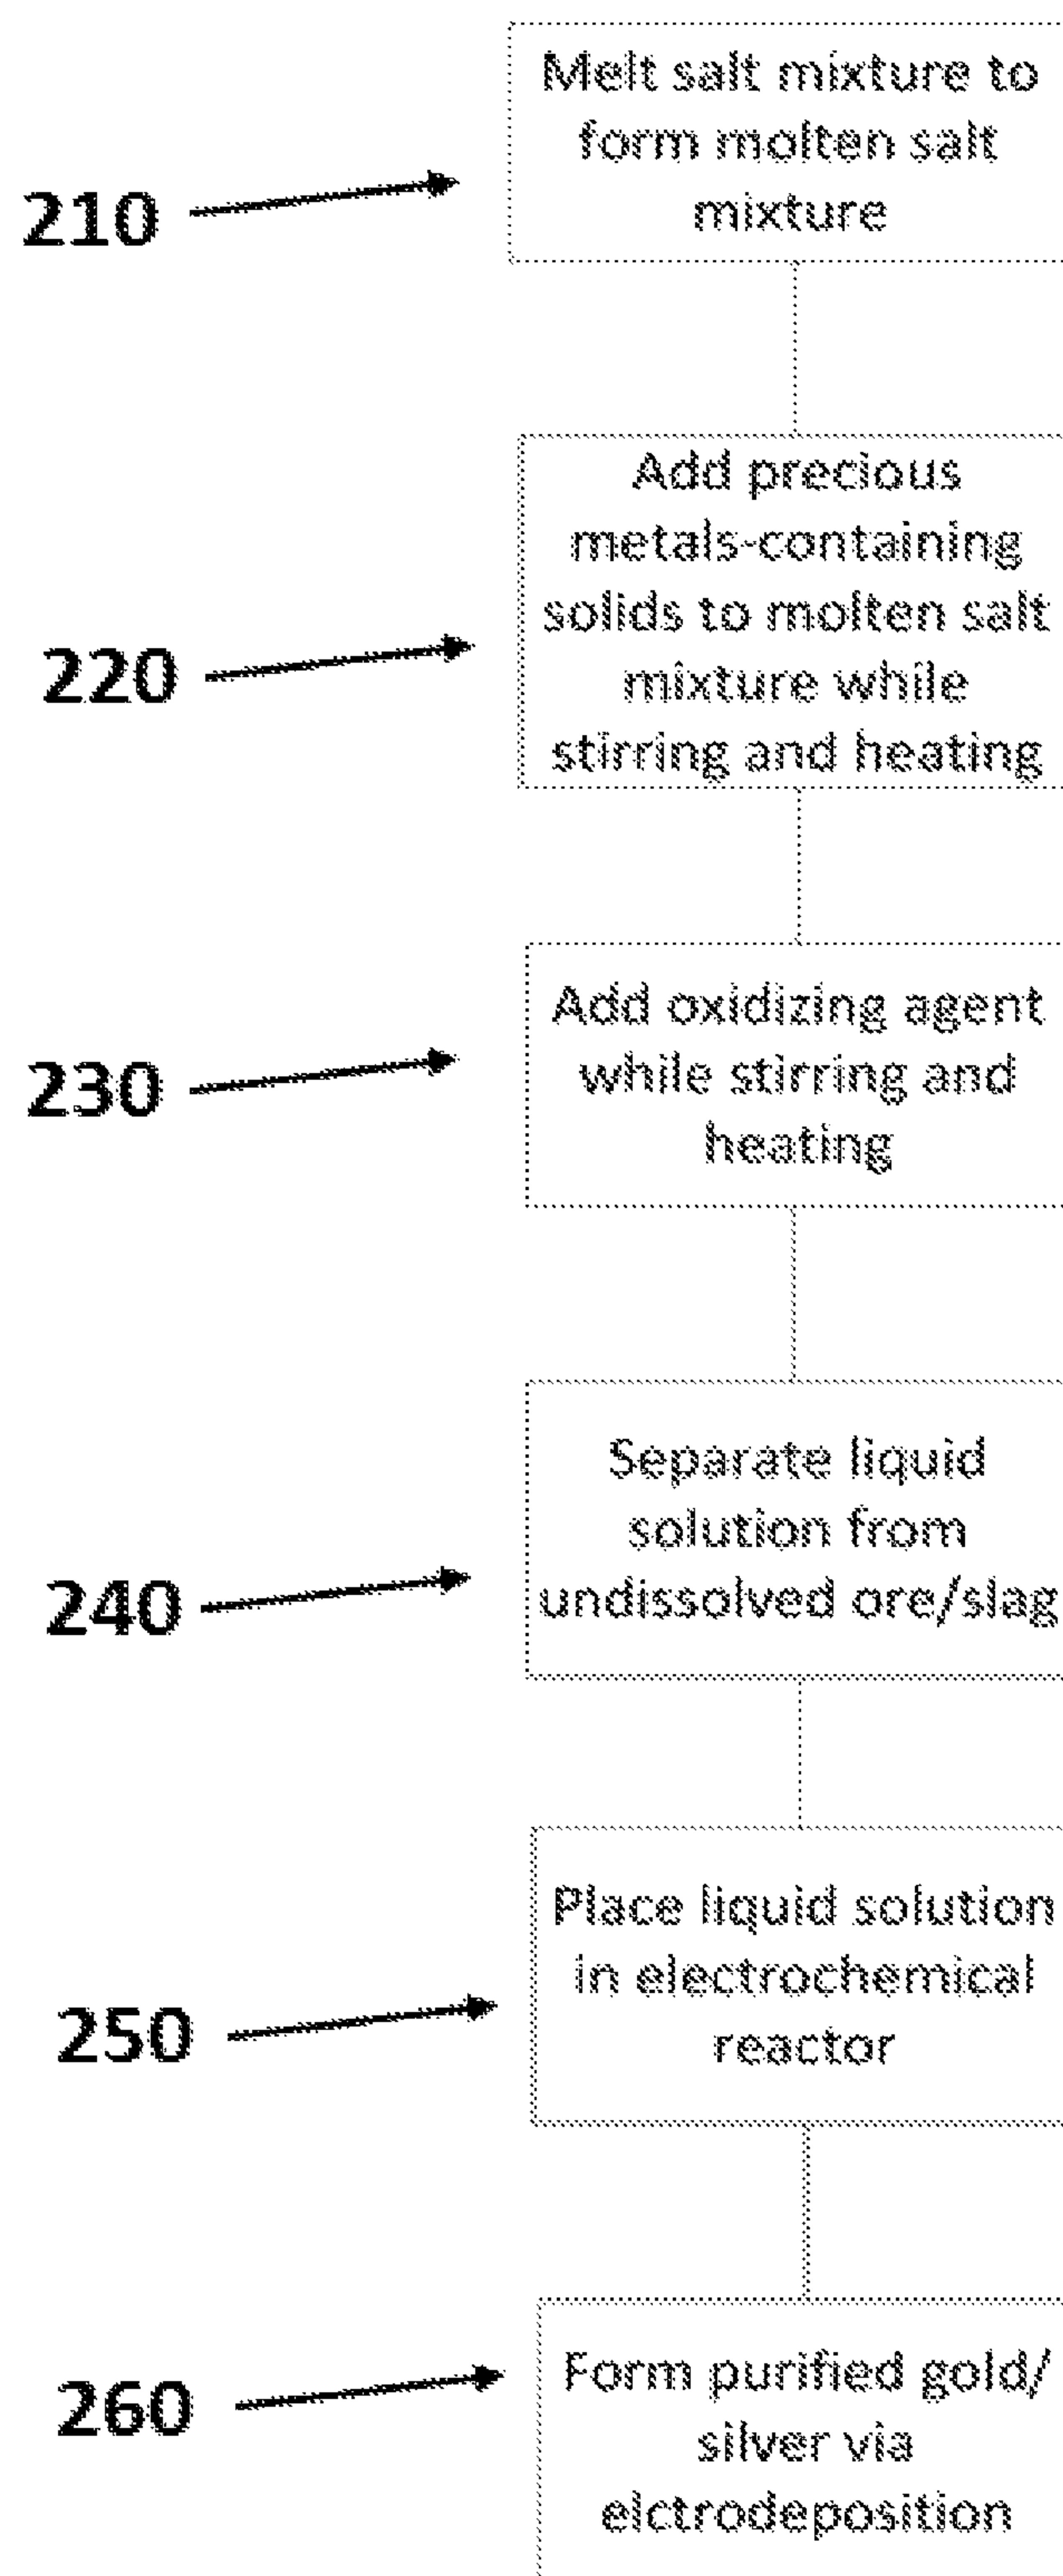 Melt salt mixture to
form molten salt
mixture
210
Add precious
metals-containing
solids to molten salt
mixture while
stirring and heating
220
Add oxidizing agent
while stirring and
heating
230
Separate liquid
solution from
undissolved ore/slag
240
Place liquid solution
in electrochemical
reactor
250
Form purified gold/
silver via
elctrodeposition
260